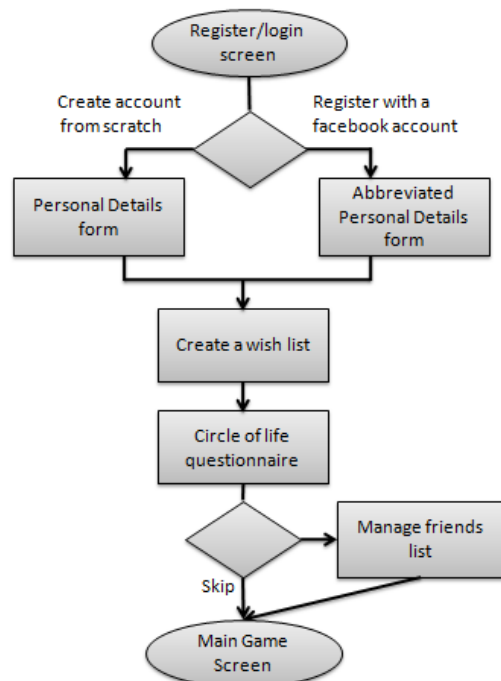 Register/login
screen
Create account
from scratch
Register with a
facebook account
Personal Details
form
Abbreviated
Personal Details
form
Create a wish list
Circle of life
questionnaire
Manage friends
list
Skip
Main Game
Screen